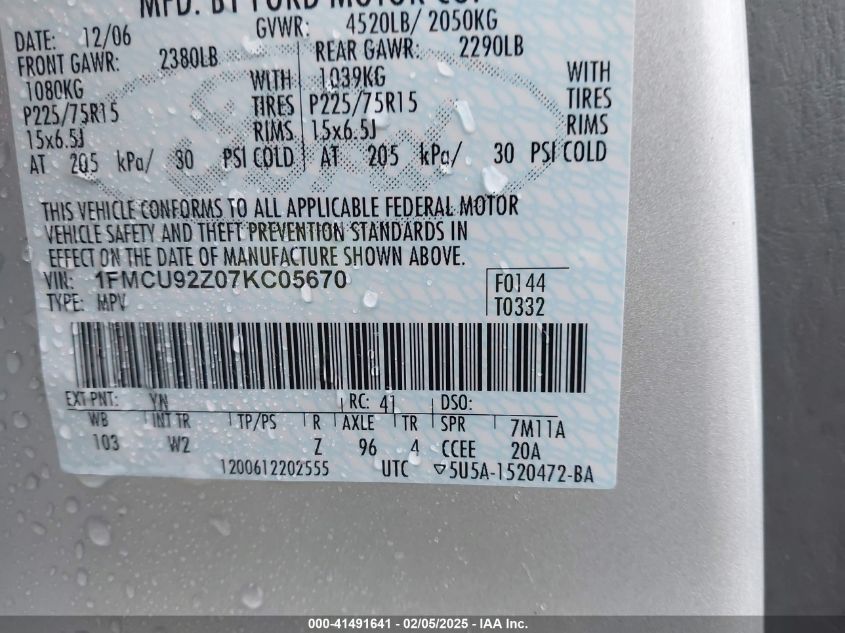 MFD. BY FORD MOTOR CO.
DATE: 12/06 GVWR: 4520LB/ 2050KG
FRONT GAWR: 2380LB REAR GAWR: 2290LB
1080KG WITH 1039KG WITH
P225/75R15 TIRES P225/75R15 TIRES
15x6.5J RIMS 15x6.5J RIMS
AT 205 kPa/ 30 PSI COLD AT 205 kPa/ 30 PSI COLD
THIS VEHICLE CONFORMS TO ALL APPLICABLE FEDERAL MOTOR
VEHICLE SAFETY AND THEFT PREVENTION STANDARDS IN
EFFECT ON THE DATE OF MANUFACTURE SHOWN ABOVE.
VIN: 1FMCU92Z07KC05670 F0144
TYPE: MPV T0332
EXT PNT: YN RC: 41 DSO:
WB INT TR TP/PS R AXLE TR SPR 7M11A
103 W2 Z 96 4 CCEE 20A
1200612202555 UTC ▽5U5A-1520472-BA
000-41491641 - 02/05/2025 - IAA Inc.